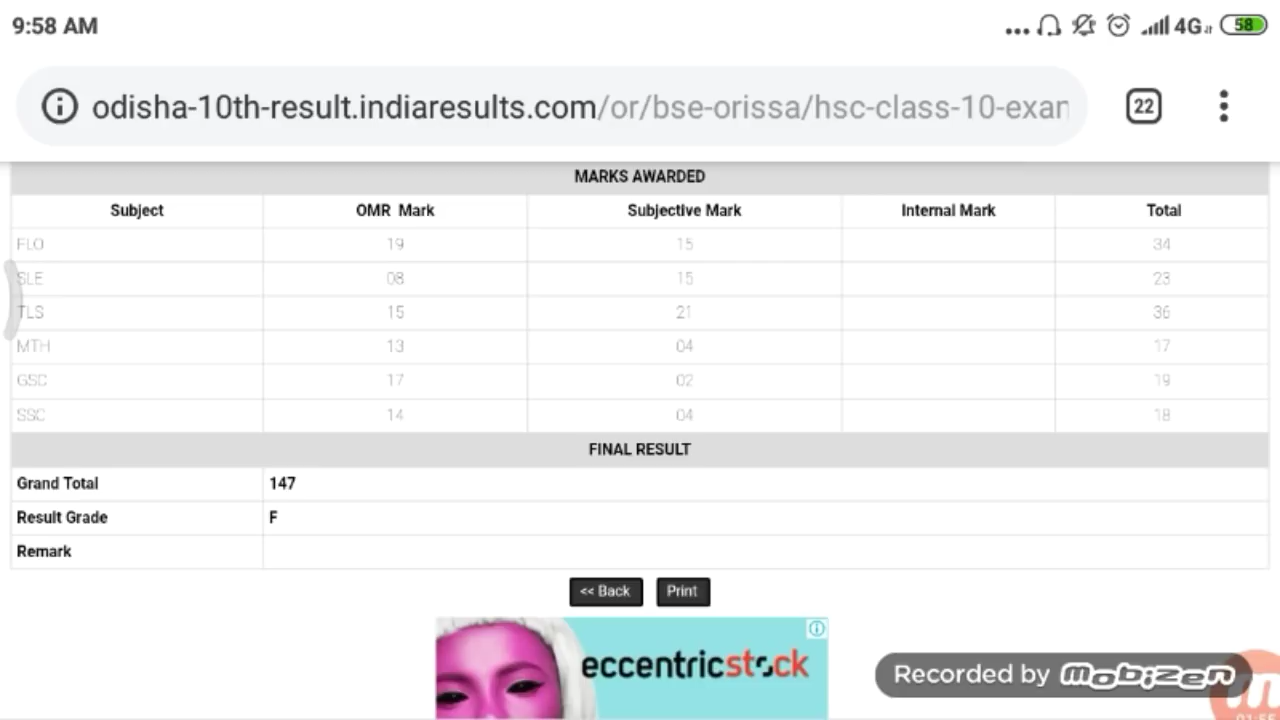 9:58 AM
... 4G 58
odisha-10th-result.indiaresults.com/or/bse-orissa/hsc-class-10-exan
22
MARKS AWARDED
Subject OMR Mark Subjective Mark Internal Mark Total
FLO 19 15 34
SLE 08 15 23
TLS 15 21 36
MTH 13 04 17
GSC 17 02 19
SSC 14 04 18
FINAL RESULT
Grand Total 147
Result Grade F
Remark
<< Back Print
eccentricstock
Recorded by mobizen